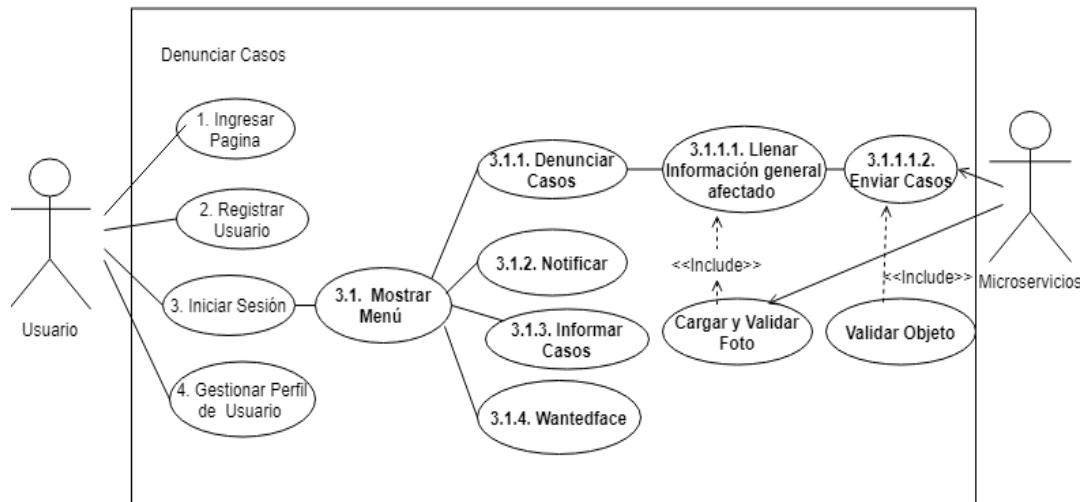 Denunciar Casos
1. Ingresar
Pagina
2. Registrar
Usuario
3. Iniciar Sesión
4. Gestionar Perfil
de Usuario
Usuario
3.1. Mostrar
Menú
3.1.1. Denunciar
Casos
3.1.2. Notificar
3.1.3. Informar
Casos
3.1.4. Wantedface
3.1.1.1. Llenar
Información general
afectado
<<Include>>
Cargar y Validar
Foto
3.1.1.1.2.
Enviar Casos
<<Include>>
Validar Objeto
Microservicios